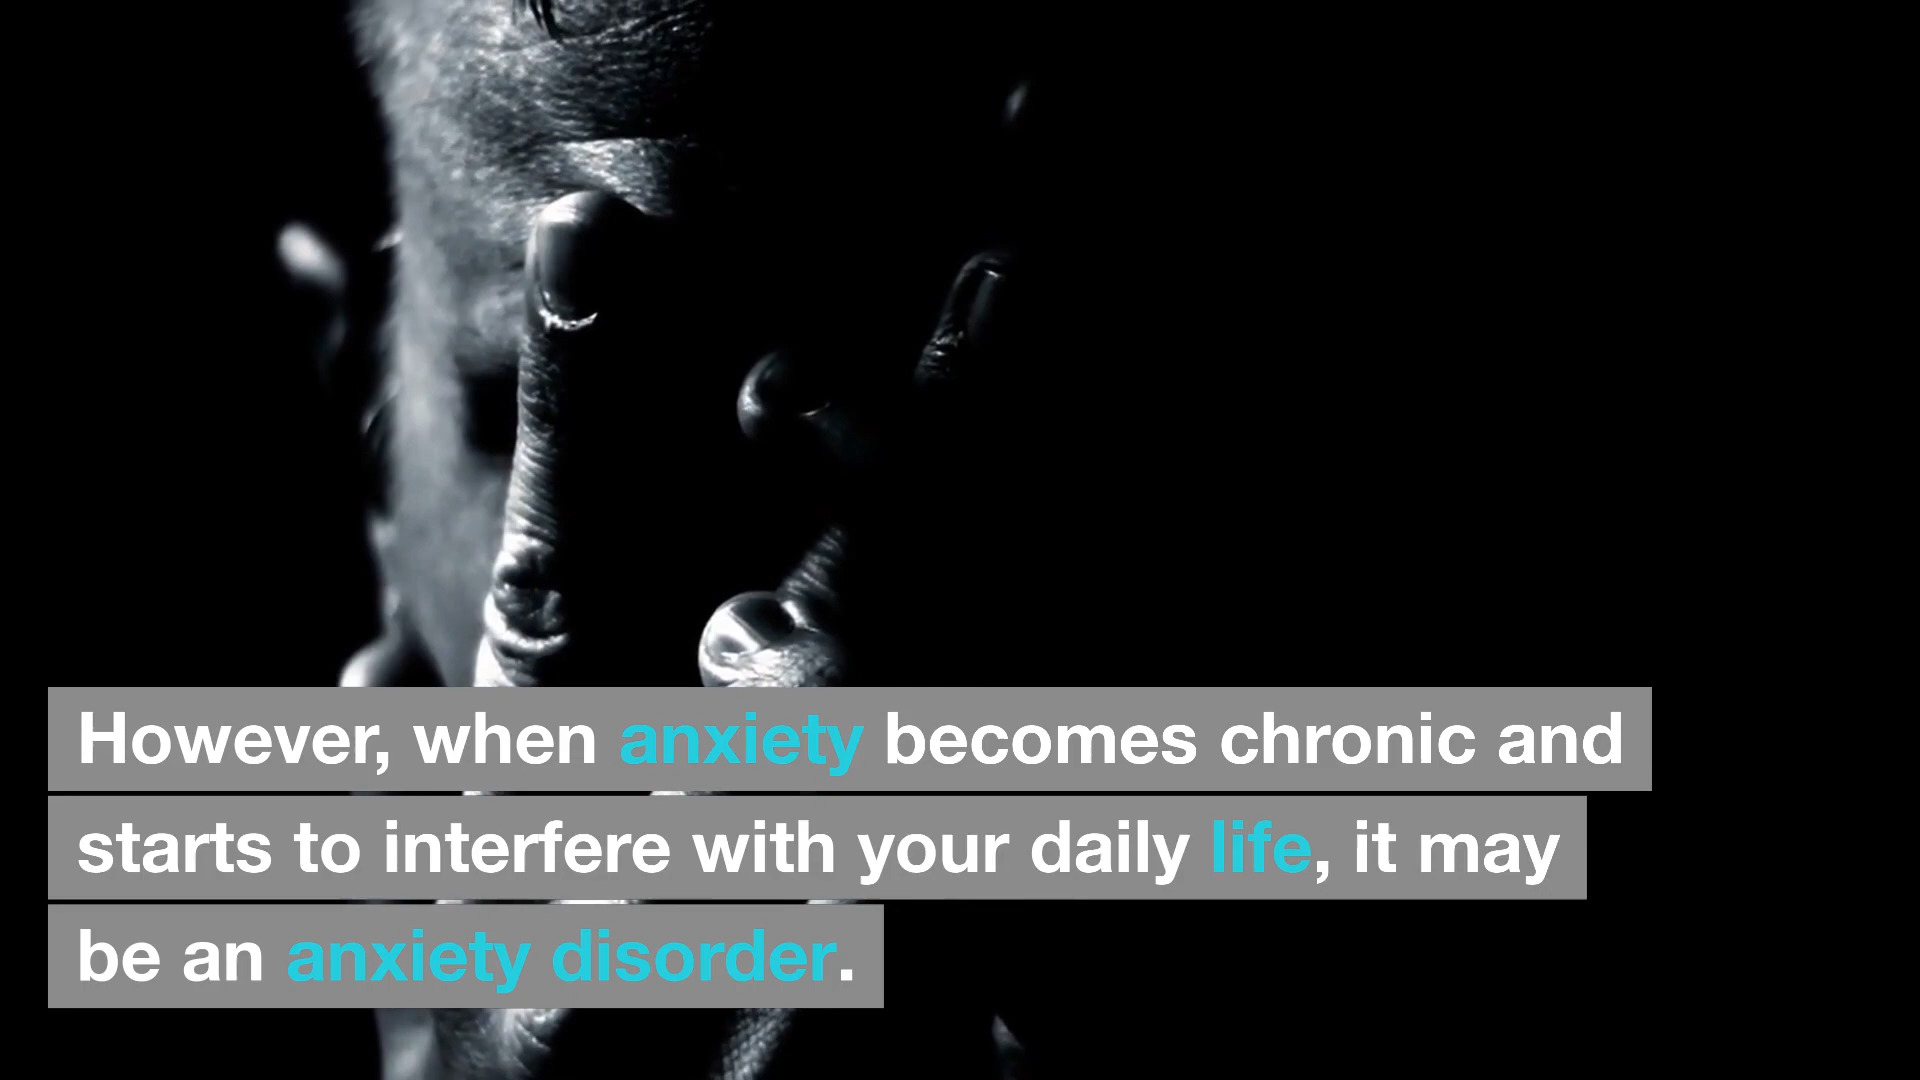 However, when anxiety becomes chronic and
starts to interfere with your daily life, it may
be an anxiety disorder.